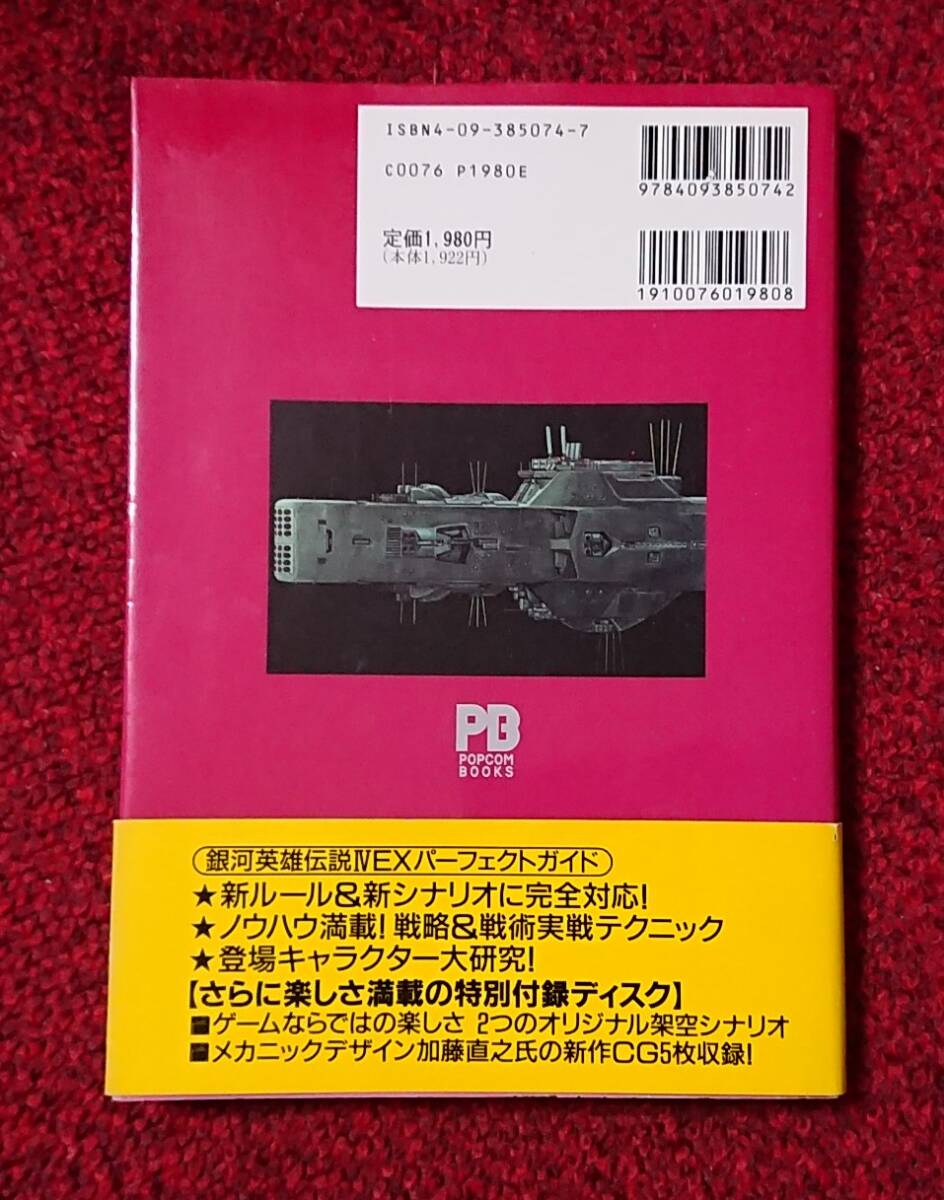 ISBN4-09-385074-7
C0076 P1980E
9784093850742
定価1,980円
(本体1,922円)
1910076019808
PB
POPCOM
BOOKS
銀河英雄伝説ⅣEXパーフェクトガイド
★新ルール&新シナリオに完全対応!
★ノウハウ満載!戦略&戦術実戦テクニック
★登場キャラクター大研究!
【さらに楽しさ満載の特別付録ディスク】
■ゲームならではの楽しさ 2つのオリジナル架空シナリオ
■メカニックデザイン加藤直之氏の新作CG5枚収録!